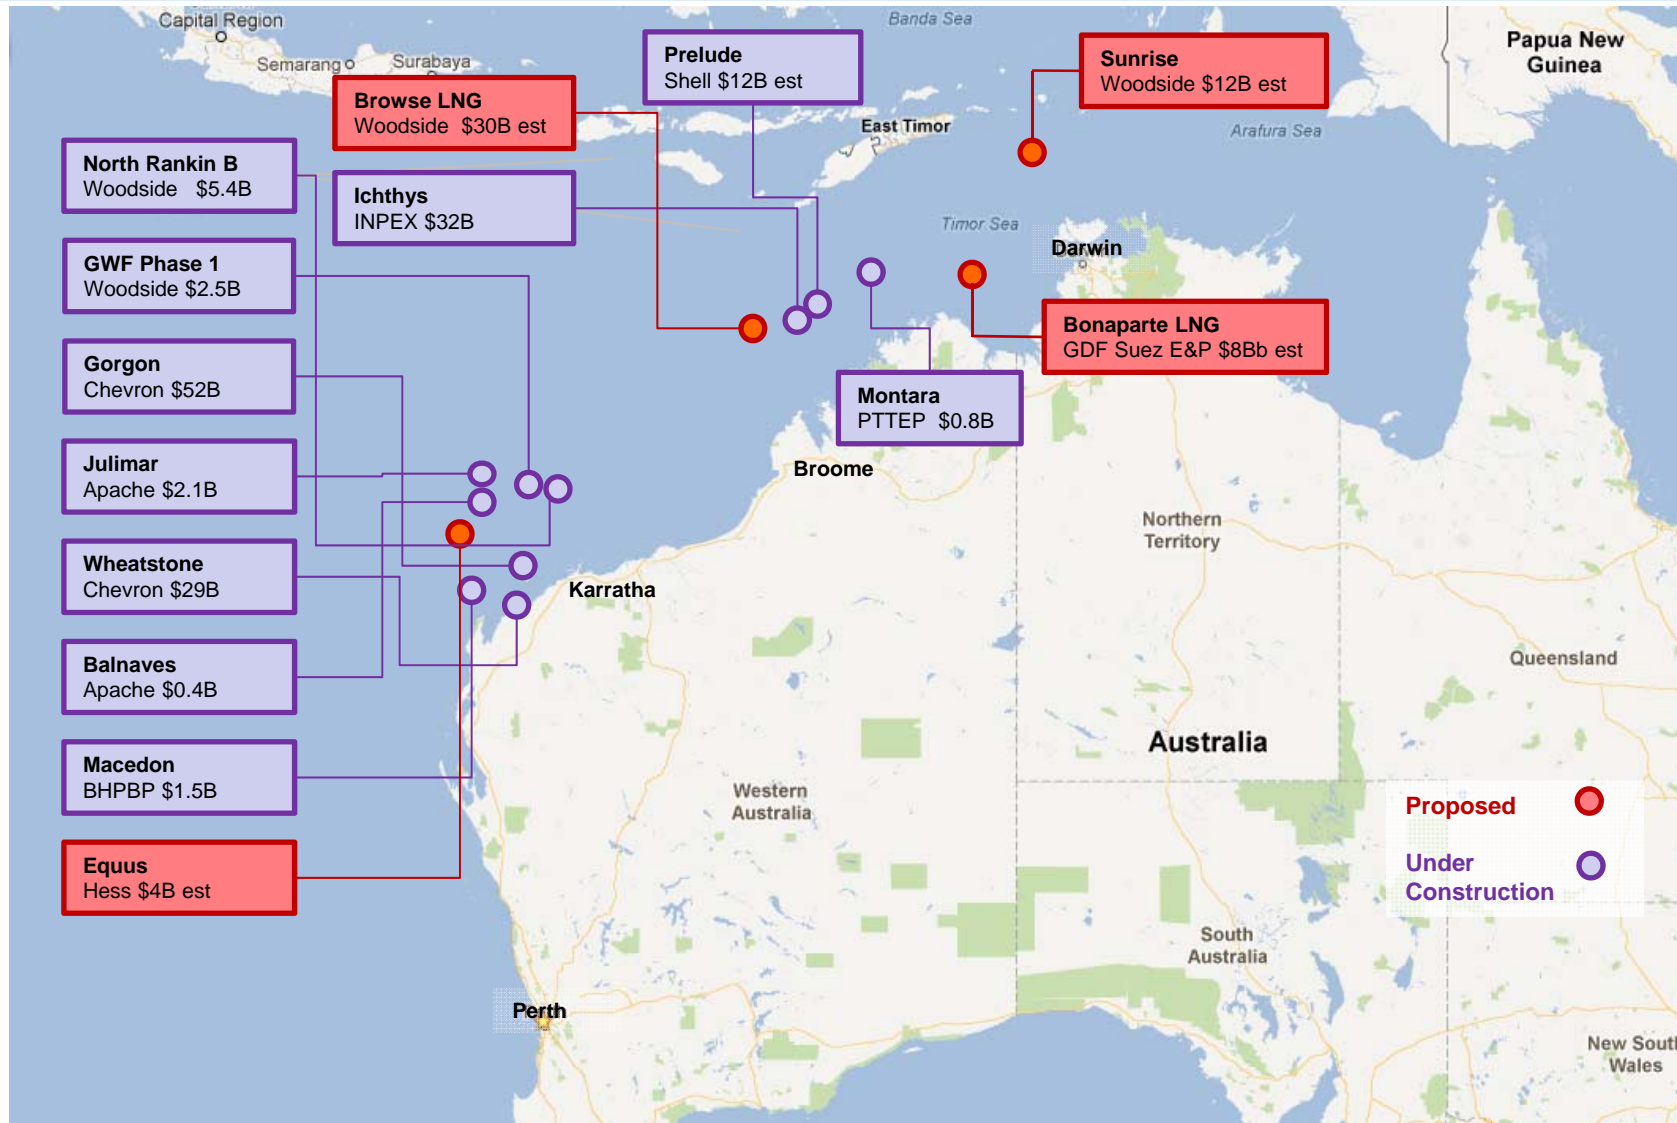 Capital Region
Semarang
Surabaya
Banda Sea
Papua New
Guinea
Prelude
Shell $12B est
Sunrise
Woodside $12B est
Browse LNG
Woodside $30B est
East Timor
Arafura Sea
North Rankin B
Woodside $5.4B
Ichthys
INPEX $32B
Timor Sea
Darwin
GWF Phase 1
Woodside $2.5B
Bonaparte LNG
GDF Suez E&P $8Bb est
Gorgon
Chevron $52B
Montara
PTTEP $0.8B
Julimar
Apache $2.1B
Broome
Northern
Territory
Wheatstone
Chevron $29B
Karratha
Balnaves
Apache $0.4B
Queensland
Australia
Macedon
BHPBP $1.5B
Western
Australia
Proposed
Under
Construction
Equus
Hess $4B est
South
Australia
Perth
New Sout
Wales